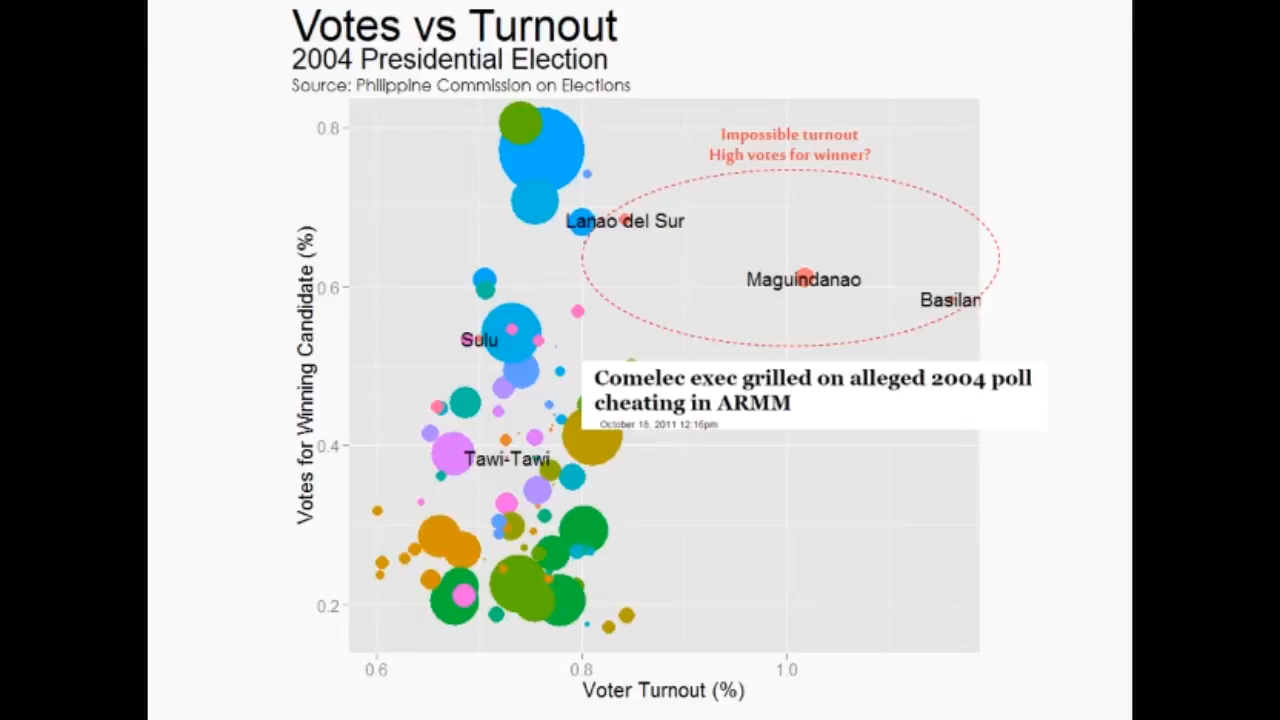 Votes vs Turnout
2004 Presidential Election
Source: Philippine Commission on Elections
Impossible turnout
High votes for winner?
0.8
Lanao del Sur
Maguindanao
Basilan
0.6
Sulu
Comelec exec grilled on alleged 2004 poll
cheating in ARMM
October 18, 2011 12:16pm
0.4
Tawi-Tawi
0.2
Votes for Winning Candidate (%)
0.6 0.8 1.0
Voter Turnout (%)